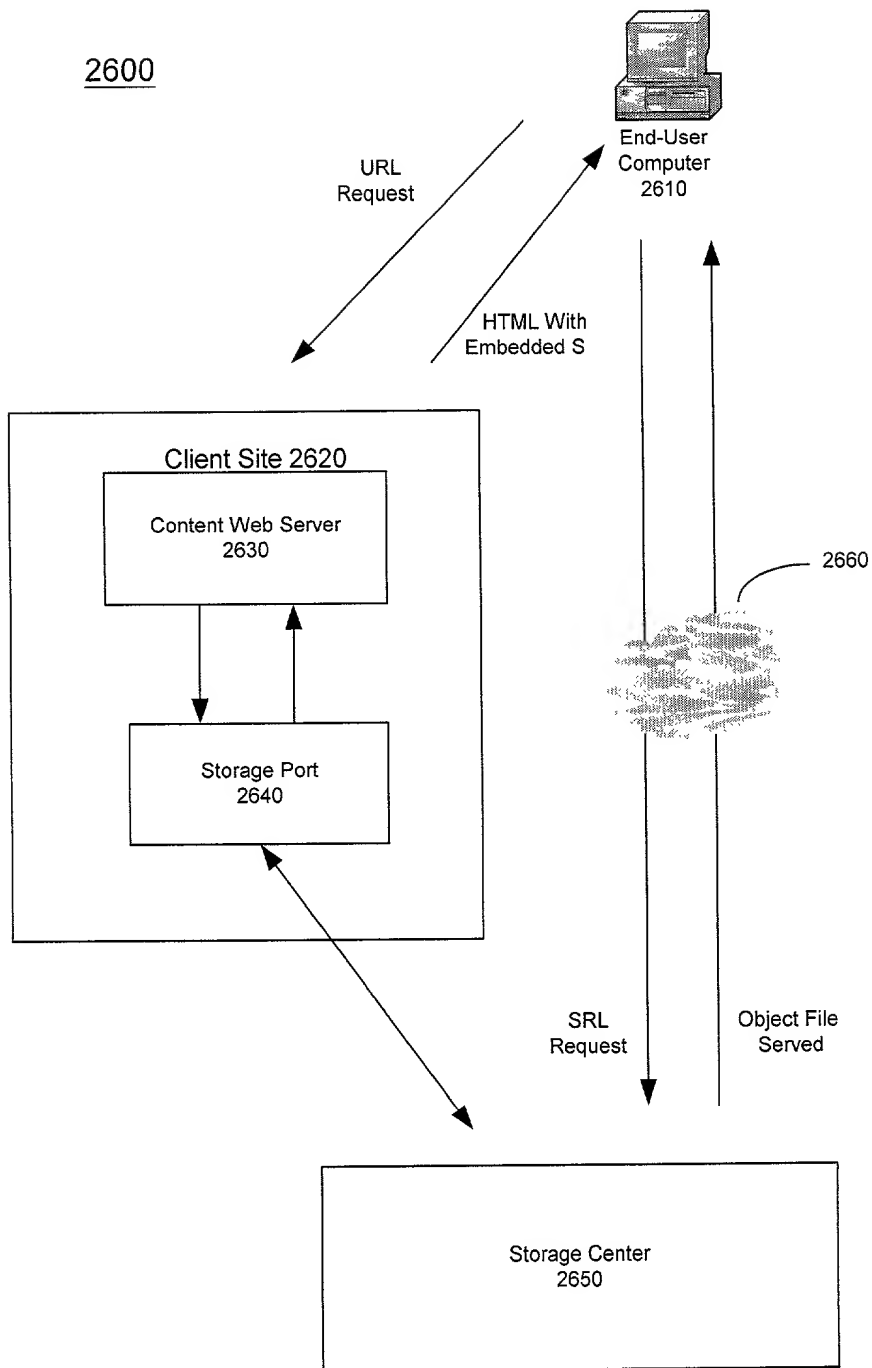 2600
End-User
Computer
2610
URL
Request
HTML With
Embedded S
Client Site 2620
Content Web Server
2630
2660
Storage Port
2640
SRL
Request
Object File
Served
Storage Center
2650